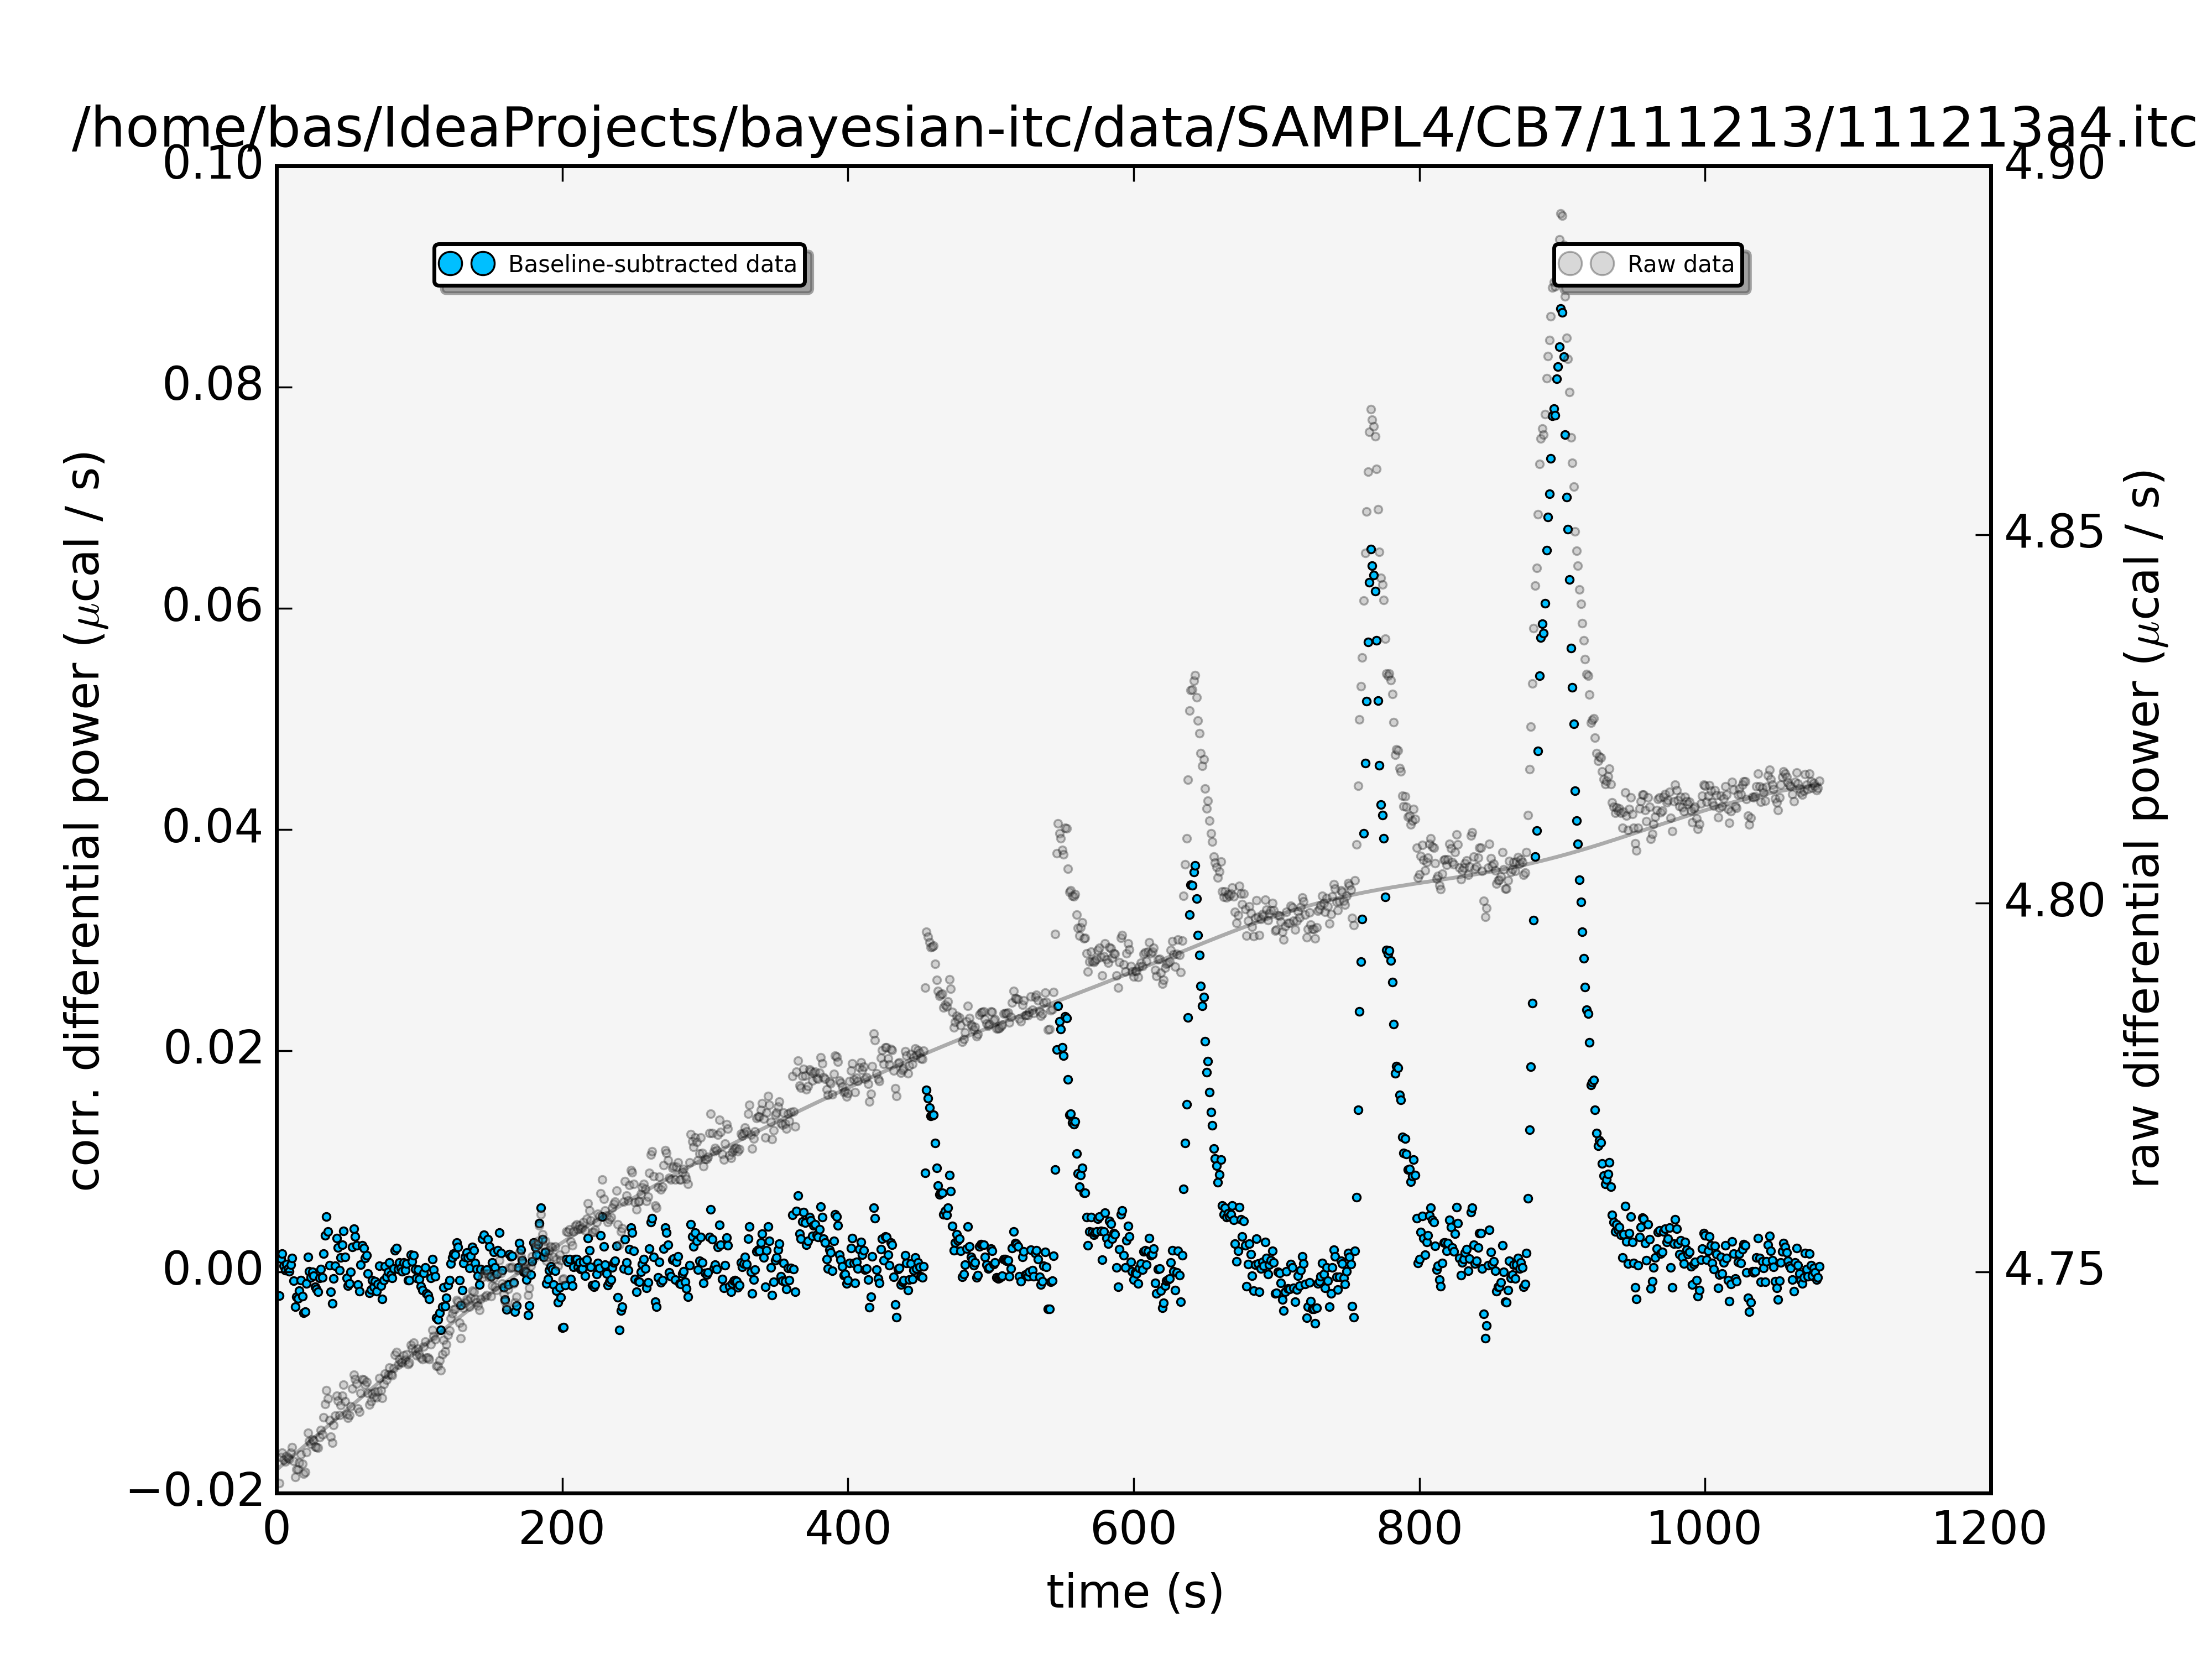 /home/bas/IdeaProjects/bayesian-itc/data/SAMPL4/CB7/111213/111213a4.itc
0.10
0.08
0.06
0.04
0.02
0.00
−0.02
corr. differential power (μcal / s)
Baseline-subtracted data
Raw data
4.90
4.85
4.80
4.75
raw differential power (μcal / s)
0 200 400 600 800 1000 1200
time (s)